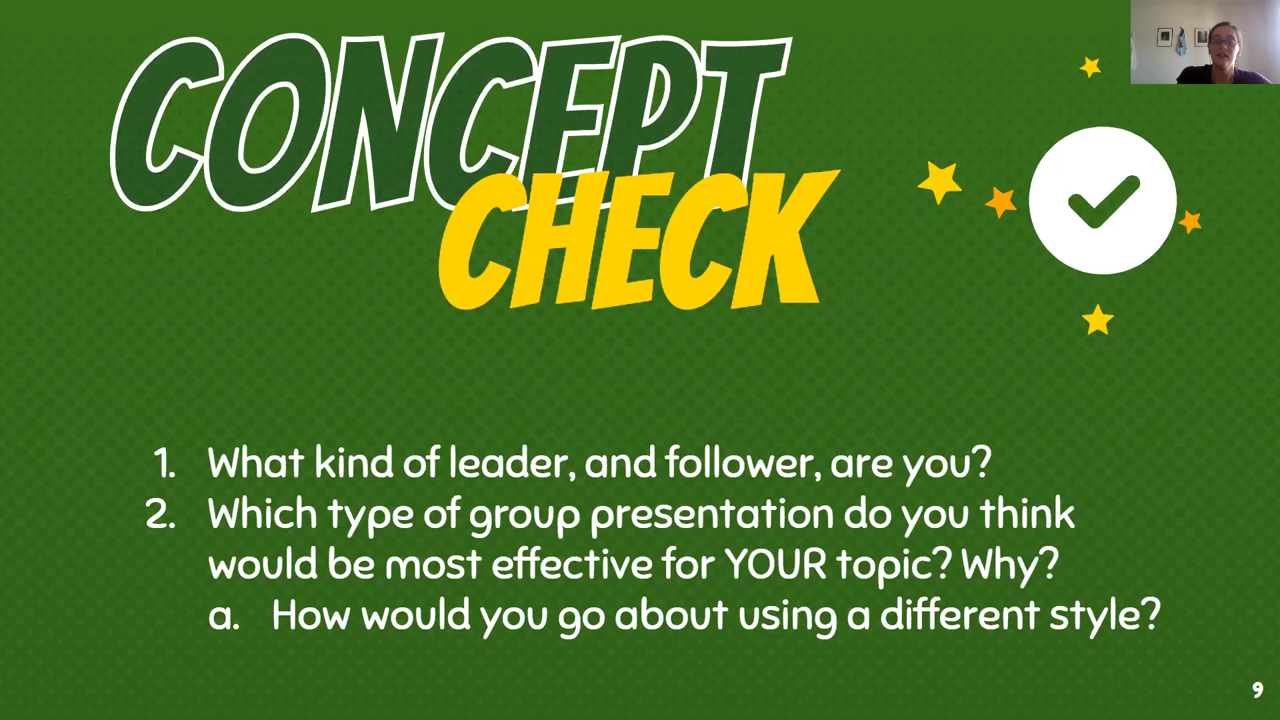 CONCEPT
CHECK
1. What kind of leader, and follower, are you?
2. Which type of group presentation do you think
would be most effective for YOUR topic? Why?
a. How would you go about using a different style?
9